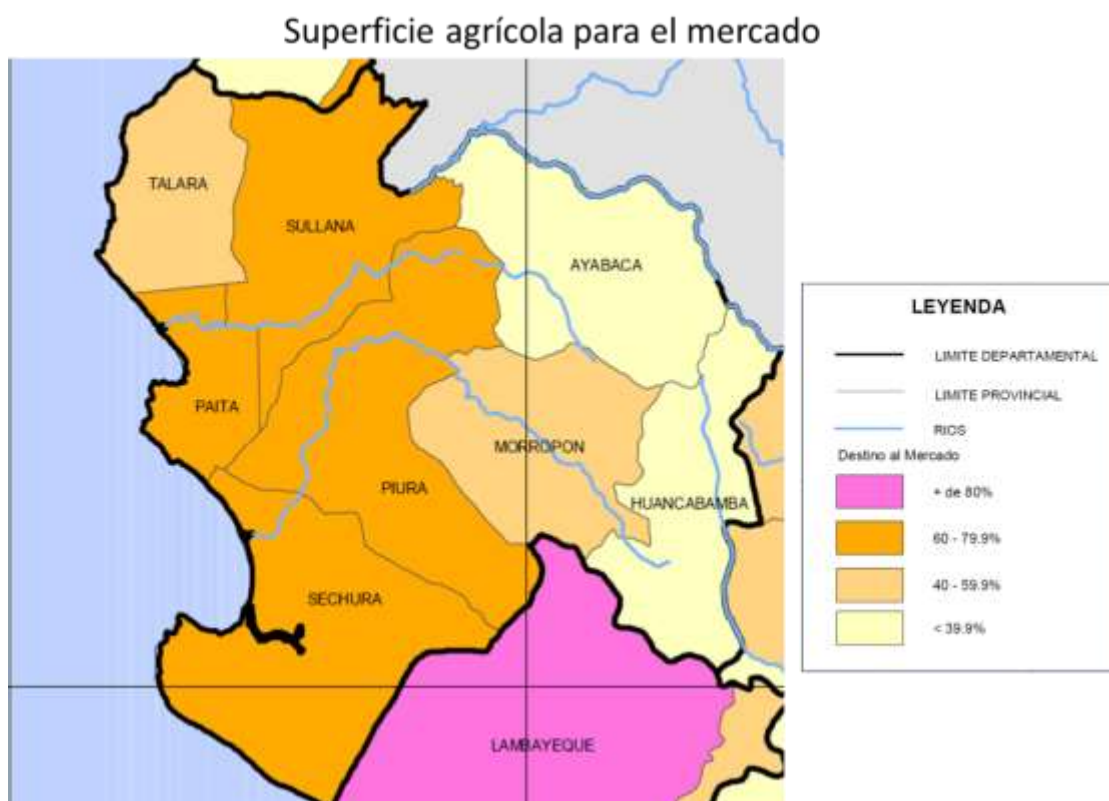 Superficie agrícola para el mercado
TALARA
SULLANA
AYABACA
PAITA
MORROPON
PIURA
HUANCABAMBA
SECHURA
LAMBAYEQUE
LEYENDA
LIMITE DEPARTAMENTAL
LIMITE PROVINCIAL
RIOS
Destino al Mercado
+ de 80%
60 - 79.9%
40 - 59.9%
< 39.9%